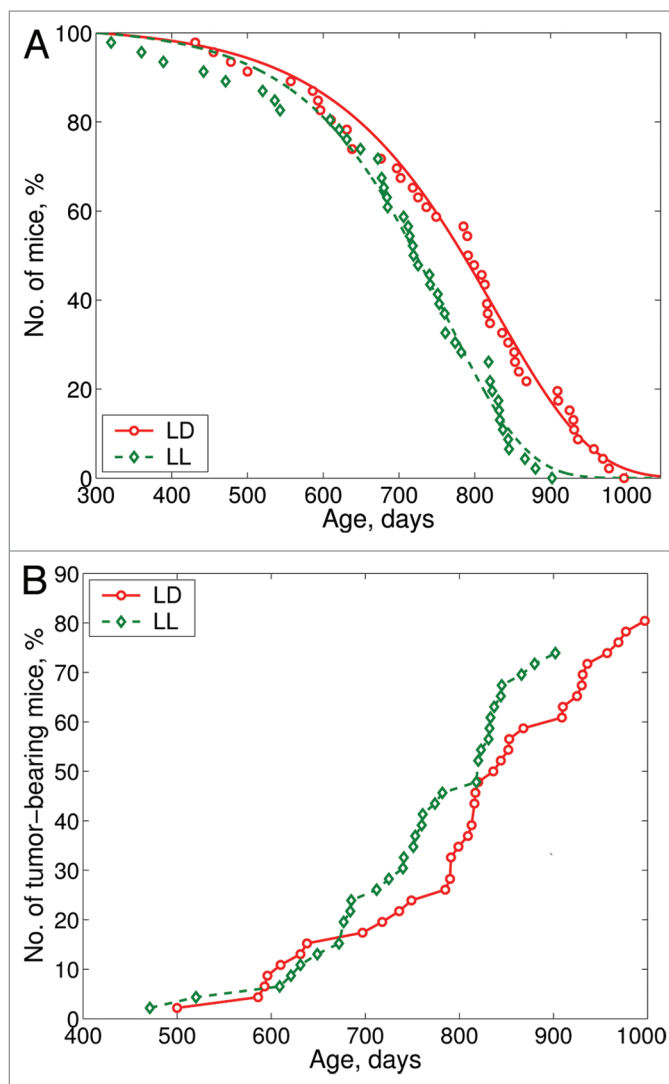 A
No. of mice, %
100
80
60
40
20
0
LD
LL
300 400 500 600 700 800 900 1000
Age, days
B
No. of tumor-bearing mice, %
90
80
70
60
50
40
30
20
10
0
LD
LL
400 500 600 700 800 900 1000
Age, days